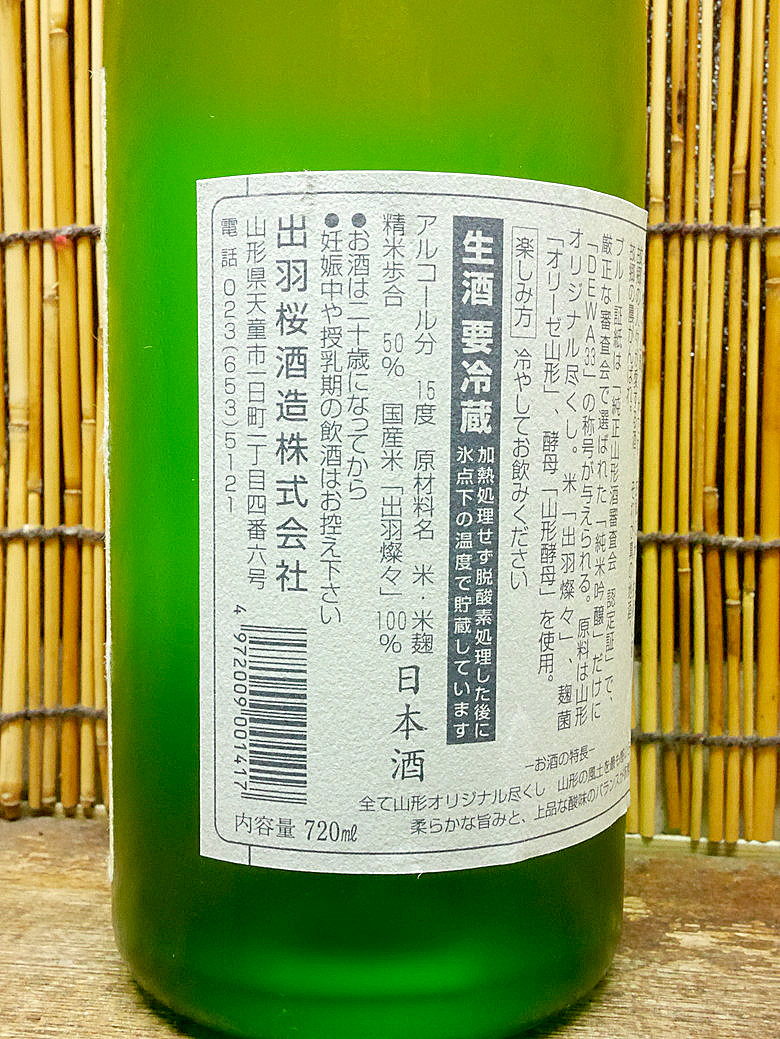 プル 証紙は「純正山形酒審査会 認定証」で、
厳正な審査会で選ばれた「純米吟醸」だけに
「DEWA33」の称号が与えられる。原料は山形
オリジナル尽くし。米「出羽燦々」、麹菌
「オリーゼ山形」、酵母「山形酵母」を使用。
楽しみ方 冷やしてお飲みください
生酒 要冷蔵
加熱処理せず脱酸素処理した後に
氷点下の温度で貯蔵しています
アルコール分 15度 原材料名 米・米麹
精米歩合 50% 国産米「出羽燦々」100%
日本酒
●お酒は二十歳になってから
●妊娠中や授乳期の飲酒はお控え下さい
出羽桜酒造株式会社
山形県天童市一日町一丁目四番六号
電話 023(653)5121
4 972009 001417
内容量 720㎖
−お酒の特長−
全て山形オリジナル尽くし 山形の風土を最も
柔らかな旨みと、上品な酸味のバランスが